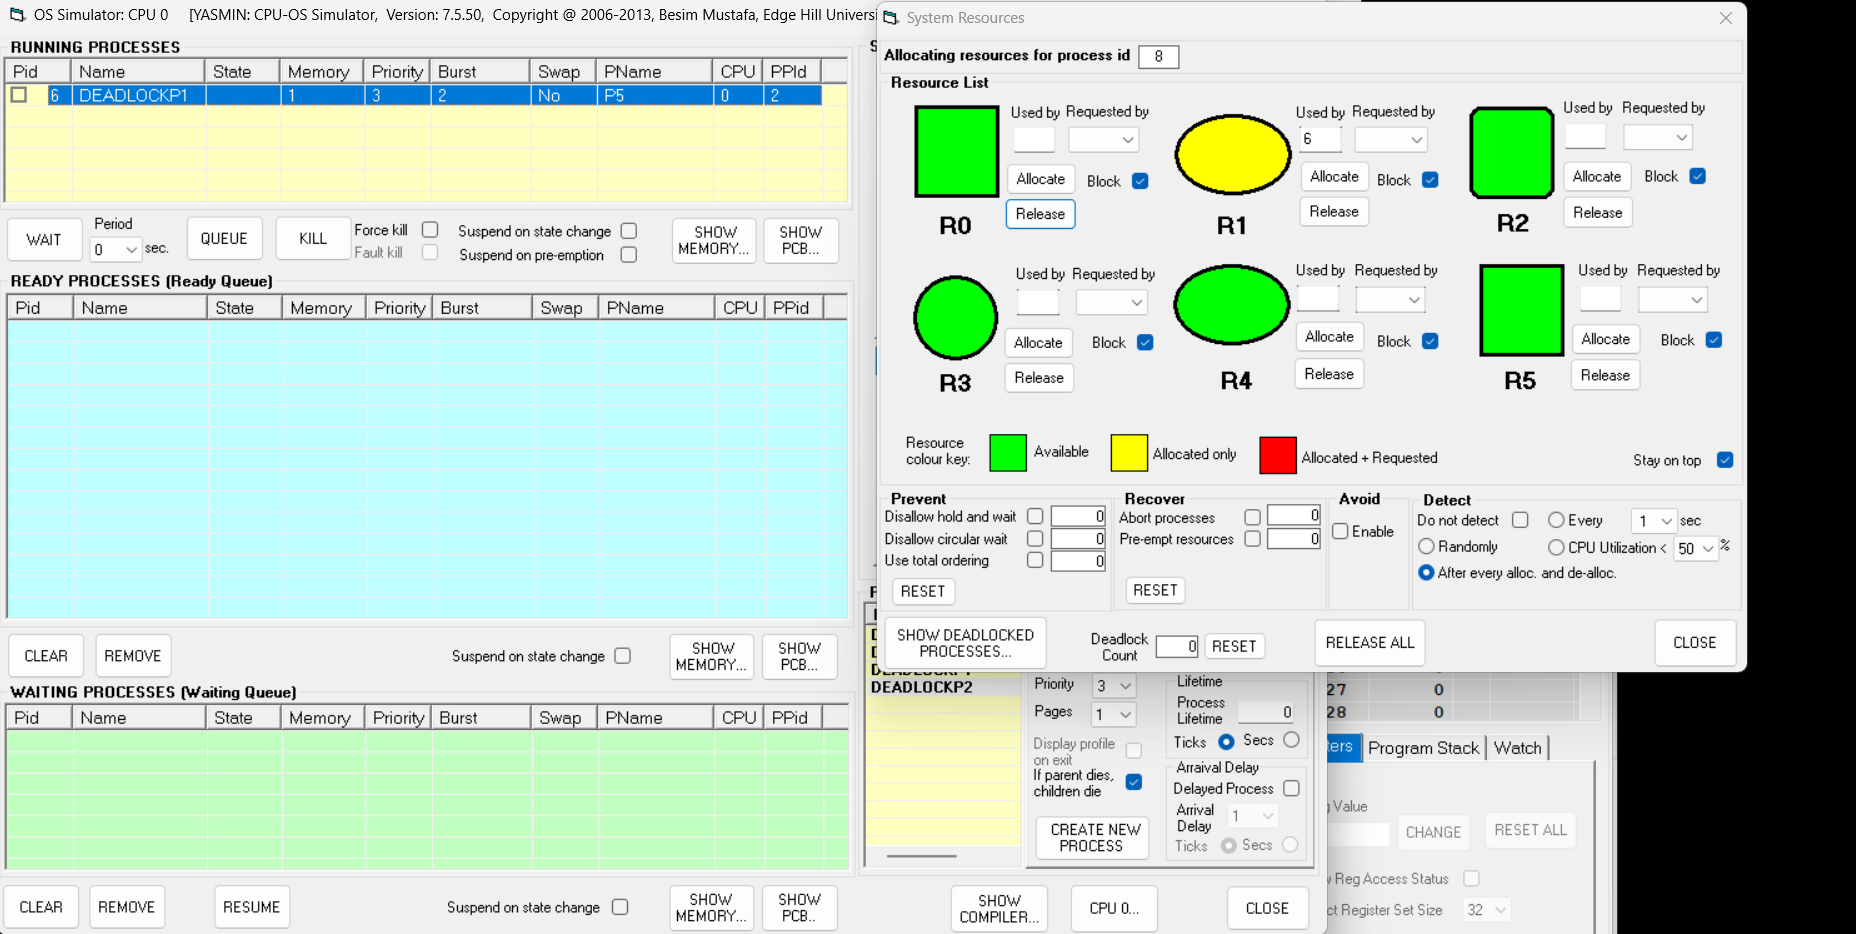 OS Simulator: CPU 0 [YASMIN: CPU-OS Simulator, Version: 7.5.50, Copyright @ 2006-2013, Besim Mustafa, Edge Hill Universi
RUNNING PROCESSES
Pid Name State Memory Priority Burst Swap PName CPU PPId
6 DEADLOCKP1 1 3 2 No P5 0 2
WAIT
Period
0 sec.
QUEUE
KILL
Force kill
Fault kill
Suspend on state change
Suspend on pre-emption
SHOW
MEMORY...
SHOW
PCB...
READY PROCESSES (Ready Queue)
Pid Name State Memory Priority Burst Swap PName CPU PPid
CLEAR
REMOVE
Suspend on state change
SHOW
MEMORY...
SHOW
PCB...
WAITING PROCESSES (Waiting Queue)
Pid Name State Memory Priority Burst Swap PName CPU PPid
CLEAR
REMOVE
RESUME
Suspend on state change
SHOW
MEMORY...
SHOW
PCB..
System Resources
Allocating resources for process id 8
Resource List
Used by Requested by
Allocate
Block
Release
R0
Used by Requested by
6
Allocate
Block
Release
R1
Used by Requested by
Allocate
Block
Release
R2
Used by Requested by
Allocate
Block
Release
R3
Used by Requested by
Allocate
Block
Release
R4
Used by Requested by
Allocate
Block
Release
R5
Resource
colour key:
Available
Allocated only
Allocated + Requested
Stay on top
Prevent
Disallow hold and wait 0
Disallow circular wait 0
Use total ordering 0
RESET
Recover
Abort processes 0
Pre-empt resources 0
RESET
Avoid
Enable
Detect
Do not detect
Every 1 sec
Randomly
CPU Utilization < 50 %
After every alloc. and de-alloc.
SHOW DEADLOCKED
PROCESSES...
Deadlock
Count 0
RESET
RELEASE ALL
CLOSE
DEADLOCKP2
Priority 3
Pages 1
Display profile
on exit
If parent dies,
children die
CREATE NEW
PROCESS
Lifetime
Process
Lifetime 0
Ticks Secs
Arraival Delay
Delayed Process
Arrival
Delay 1
Ticks Secs
SHOW
COMPILER...
CPU 0...
CLOSE
27 0
28 0
ters Program Stack Watch
g Value
CHANGE
RESET ALL
Reg Access Status
ct Register Set Size 32